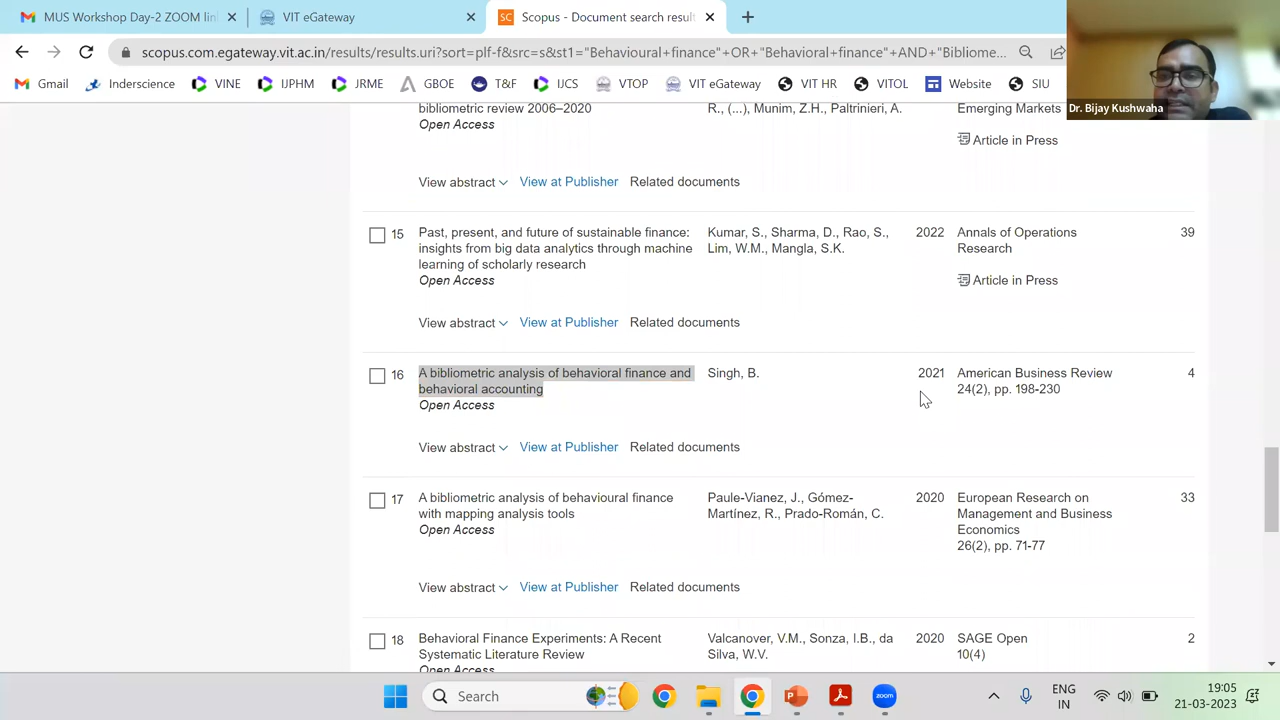 MUS Workshop Day-2 ZOOM lin
VIT eGateway
Scopus - Document search result
scopus.com.egateway.vit.ac.in/results/results.uri?sort=plf-f&src=s&st1="Behavioural+finance"+OR+"Behavioral+finance"+AND+"Bibliome...
Gmail
Inderscience
VINE
IJPHM
JRME
GBOE
T&F
IJCS
VTOP
VIT eGateway
VIT HR
VITOL
Website
SIU
Dr. Bijay Kushwaha
bibliometric review 2006–2020
Open Access
R., (...), Munim, Z.H., Paltrinieri, A.
Emerging Markets
Article in Press
View abstract View at Publisher Related documents
15
Past, present, and future of sustainable finance:
insights from big data analytics through machine
learning of scholarly research
Open Access
Kumar, S., Sharma, D., Rao, S.,
Lim, W.M., Mangla, S.K.
2022
Annals of Operations
Research
Article in Press
39
View abstract View at Publisher Related documents
16
A bibliometric analysis of behavioral finance and
behavioral accounting
Open Access
Singh, B.
2021
American Business Review
24(2), pp. 198-230
4
View abstract View at Publisher Related documents
17
A bibliometric analysis of behavioural finance
with mapping analysis tools
Open Access
Paule-Vianez, J., Gómez-
Martínez, R., Prado-Román, C.
2020
European Research on
Management and Business
Economics
26(2), pp. 71-77
33
View abstract View at Publisher Related documents
18
Behavioral Finance Experiments: A Recent
Systematic Literature Review
Open Access
Valcanover, V.M., Sonza, I.B., da
Silva, W.V.
2020
SAGE Open
10(4)
2
Search
zoom
ENG
IN
19:05
21-03-2023